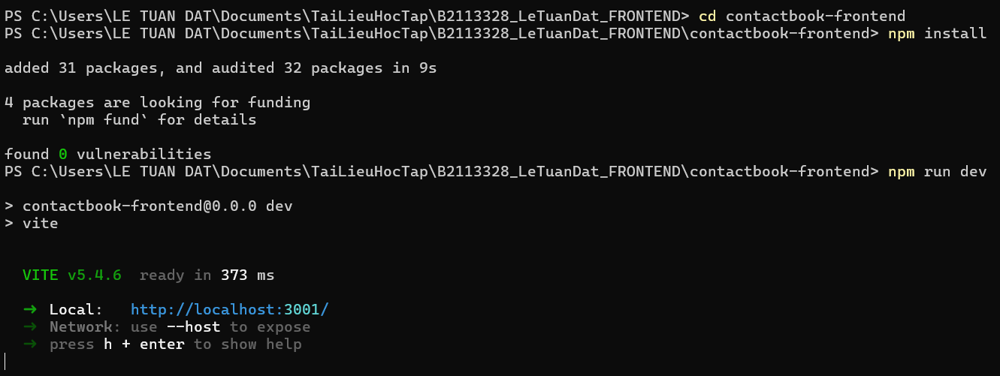 PS C:\Users\LE TUAN DAT\Documents\TaiLieuHocTap\B2113328_LeTuanDat_FRONTEND> cd contactbook-frontend
PS C:\Users\LE TUAN DAT\Documents\TaiLieuHocTap\B2113328_LeTuanDat_FRONTEND\contactbook-frontend> npm install
added 31 packages, and audited 32 packages in 9s
4 packages are looking for funding
  run `npm fund` for details
found 0 vulnerabilities
PS C:\Users\LE TUAN DAT\Documents\TaiLieuHocTap\B2113328_LeTuanDat_FRONTEND\contactbook-frontend> npm run dev
> contactbook-frontend@0.0.0 dev
> vite
  VITE v5.4.6  ready in 373 ms
  ➜  Local:   http://localhost:3001/
  ➜  Network: use --host to expose
  ➜  press h + enter to show help